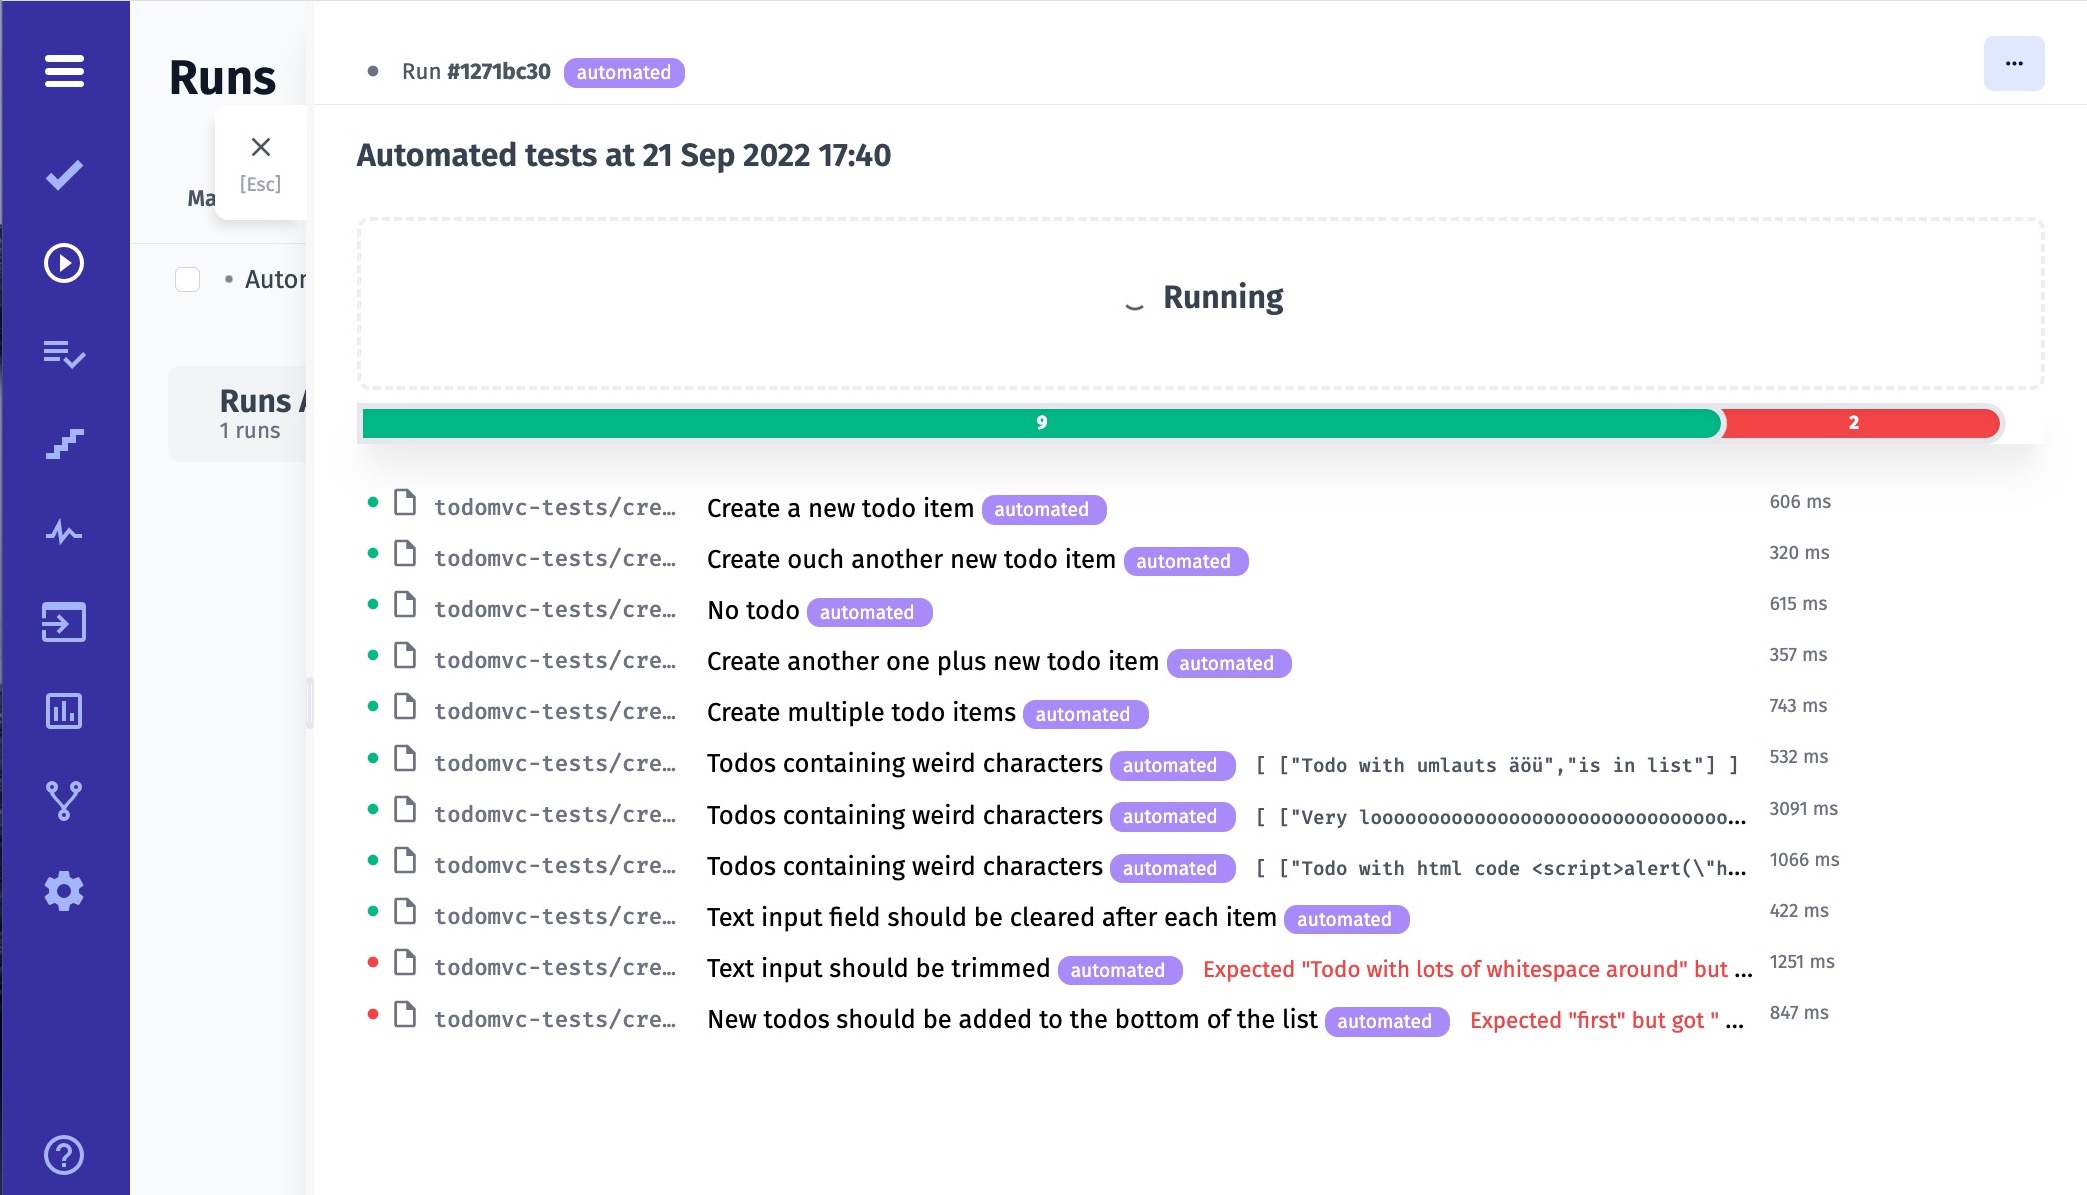 Runs
[Esc]
Ma
Autor
Runs A
1 runs
Run #1271bc30 automated
...
Automated tests at 21 Sep 2022 17:40
Running
9 2
todomvc-tests/cre… Create a new todo item automated 606 ms
todomvc-tests/cre… Create ouch another new todo item automated 320 ms
todomvc-tests/cre… No todo automated 615 ms
todomvc-tests/cre… Create another one plus new todo item automated 357 ms
todomvc-tests/cre… Create multiple todo items automated 743 ms
todomvc-tests/cre… Todos containing weird characters automated [ ["Todo with umlauts äöü","is in list"] ] 532 ms
todomvc-tests/cre… Todos containing weird characters automated [ ["Very looooooooooooooooooooooooooooooo... 3091 ms
todomvc-tests/cre… Todos containing weird characters automated [ ["Todo with html code <script>alert(\"h... 1066 ms
todomvc-tests/cre… Text input field should be cleared after each item automated 422 ms
todomvc-tests/cre… Text input should be trimmed automated Expected "Todo with lots of whitespace around" but ... 1251 ms
todomvc-tests/cre… New todos should be added to the bottom of the list automated Expected "first" but got " ... 847 ms